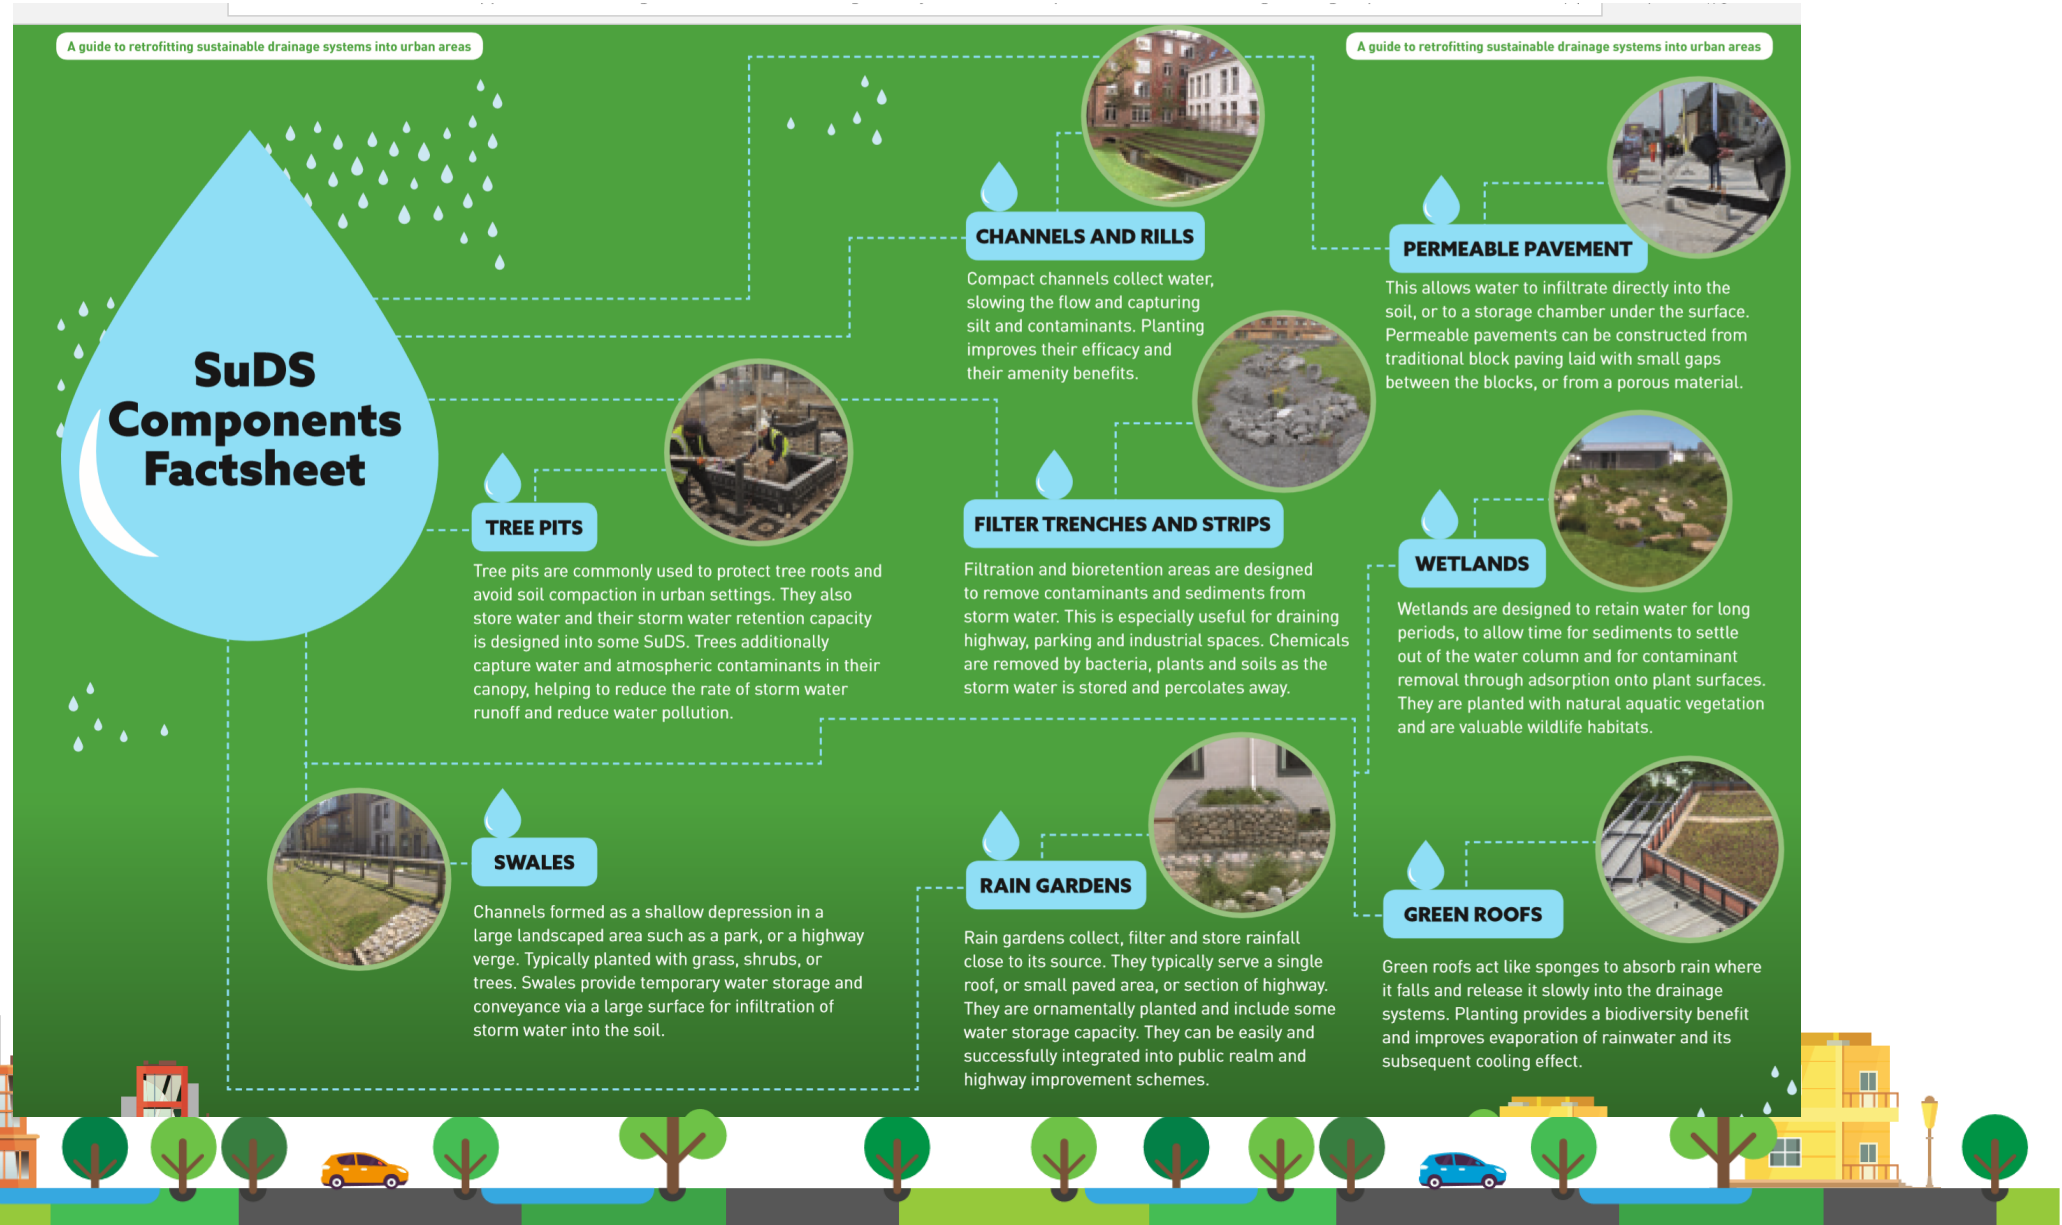 A guide to retrofitting sustainable drainage systems into urban areas
A guide to retrofitting sustainable drainage systems into urban areas
SuDS
Components
Factsheet
CHANNELS AND RILLS
Compact channels collect water,
slowing the flow and capturing
silt and contaminants. Planting
improves their efficacy and
their amenity benefits.
PERMEABLE PAVEMENT
This allows water to infiltrate directly into the
soil, or to a storage chamber under the surface.
Permeable pavements can be constructed from
traditional block paving laid with small gaps
between the blocks, or from a porous material.
TREE PITS
Tree pits are commonly used to protect tree roots and
avoid soil compaction in urban settings. They also
store water and their storm water retention capacity
is designed into some SuDS. Trees additionally
capture water and atmospheric contaminants in their
canopy, helping to reduce the rate of storm water
runoff and reduce water pollution.
FILTER TRENCHES AND STRIPS
Filtration and bioretention areas are designed
to remove contaminants and sediments from
storm water. This is especially useful for draining
highway, parking and industrial spaces. Chemicals
are removed by bacteria, plants and soils as the
storm water is stored and percolates away.
WETLANDS
Wetlands are designed to retain water for long
periods, to allow time for sediments to settle
out of the water column and for contaminant
removal through adsorption onto plant surfaces.
They are planted with natural aquatic vegetation
and are valuable wildlife habitats.
SWALES
Channels formed as a shallow depression in a
large landscaped area such as a park, or a highway
verge. Typically planted with grass, shrubs, or
trees. Swales provide temporary water storage and
conveyance via a large surface for infiltration of
storm water into the soil.
RAIN GARDENS
Rain gardens collect, filter and store rainfall
close to its source. They typically serve a single
roof, or small paved area, or section of highway.
They are ornamentally planted and include some
water storage capacity. They can be easily and
successfully integrated into public realm and
highway improvement schemes.
GREEN ROOFS
Green roofs act like sponges to absorb rain where
it falls and release it slowly into the drainage
systems. Planting provides a biodiversity benefit
and improves evaporation of rainwater and its
subsequent cooling effect.